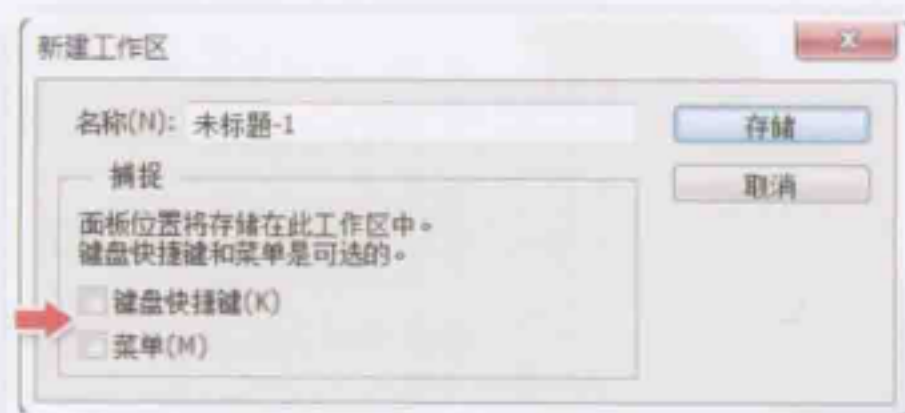 新建工作区
名称(N): 未标题-1
存储
捕捉
取消
面板位置将存储在此工作区中。
键盘快捷键和菜单是可选的。
键盘快捷键(K)
菜单(M)